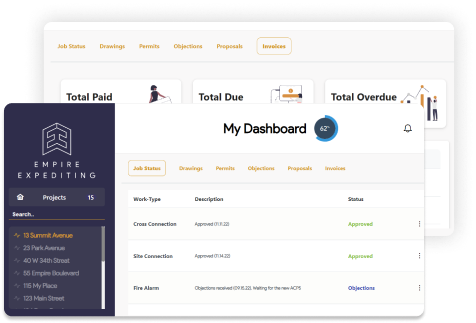 Job Status Drawings Permits Objections Proposals Invoices
Total Paid Total Due Total Overdue
EMPIRE
EXPEDITING
Projects 15
Search..
13 Summit Avenue
23 Park Avenue
40 W 34th Street
55 Empire Boulevard
115 My Place
123 Main Street
My Dashboard 62°
Job Status Drawings Permits Objections Proposals Invoices
Work-Type Description Status
Cross Connection Approved (11.11.22) Approved
Site Connection Approved (11.14.22) Approved
Fire Alarm Objections received (09.15.22). Waiting for the new ACP5 Objections